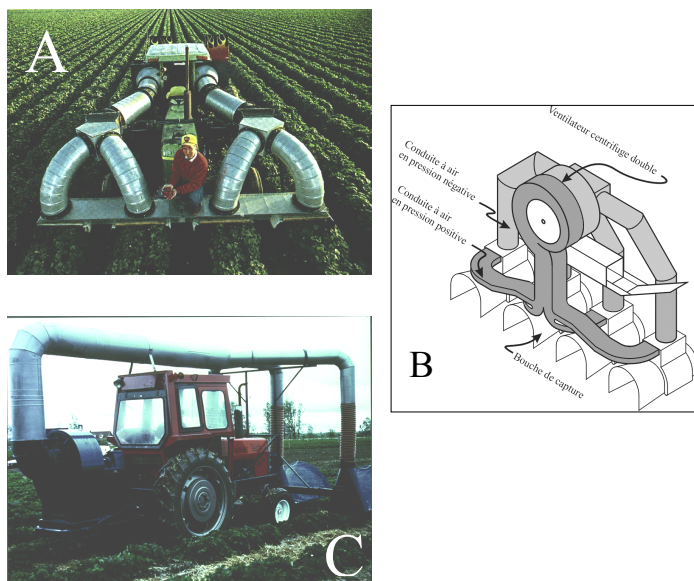 A
Ventilateur centrifuge double
Conduite à air
en pression négative
Conduite à air
en pression positive
Bouche de capture
B
C